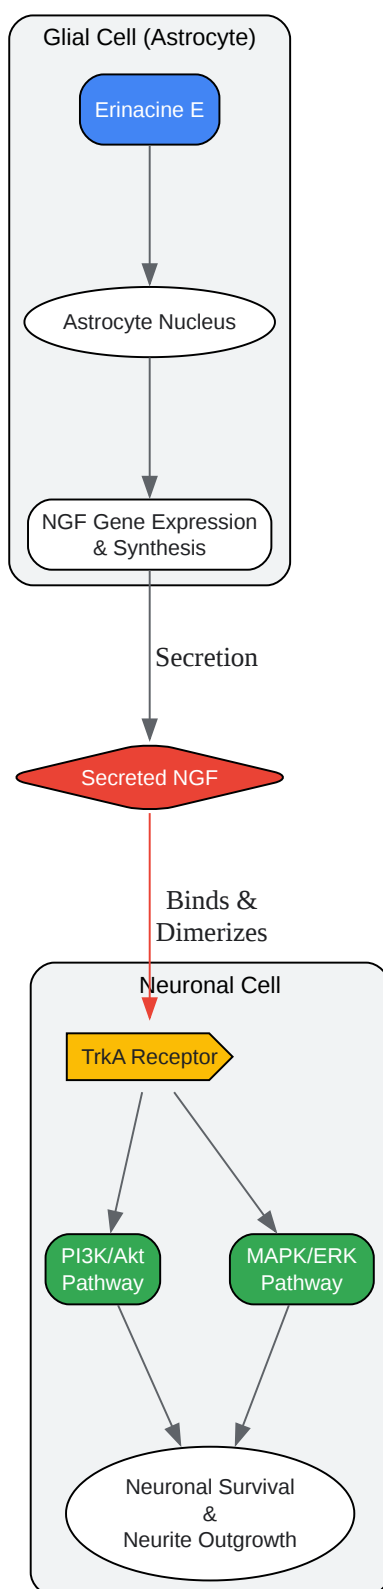 Glial Cell (Astrocyte)
Erinacine E
Astrocyte Nucleus
NGF Gene Expression
& Synthesis
Secretion
Secreted NGF
Binds &
Dimerizes
Neuronal Cell
TrkA Receptor
PI3K/Akt
Pathway
MAPK/ERK
Pathway
Neuronal Survival
&
Neurite Outgrowth